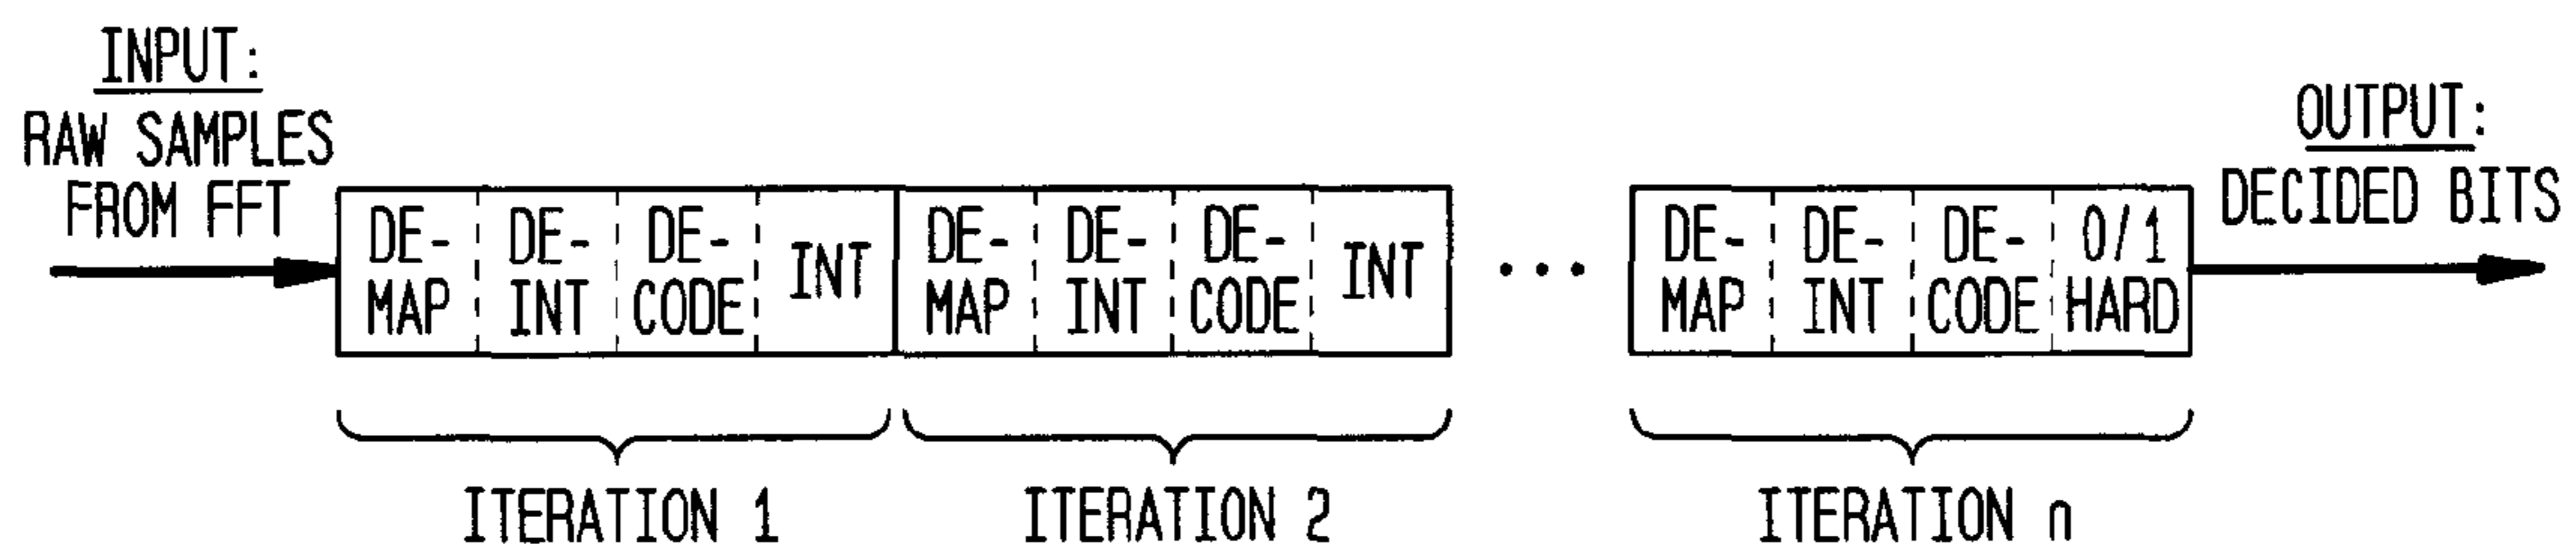 INPUT:
RAW SAMPLES
FROM FFT
DE-
MAP
DE-
INT
DE-
CODE
INT
DE-
MAP
DE-
INT
DE-
CODE
INT
...
DE-
MAP
DE-
INT
DE-
CODE
0/1
HARD
OUTPUT:
DECIDED BITS
ITERATION 1
ITERATION 2
ITERATION n